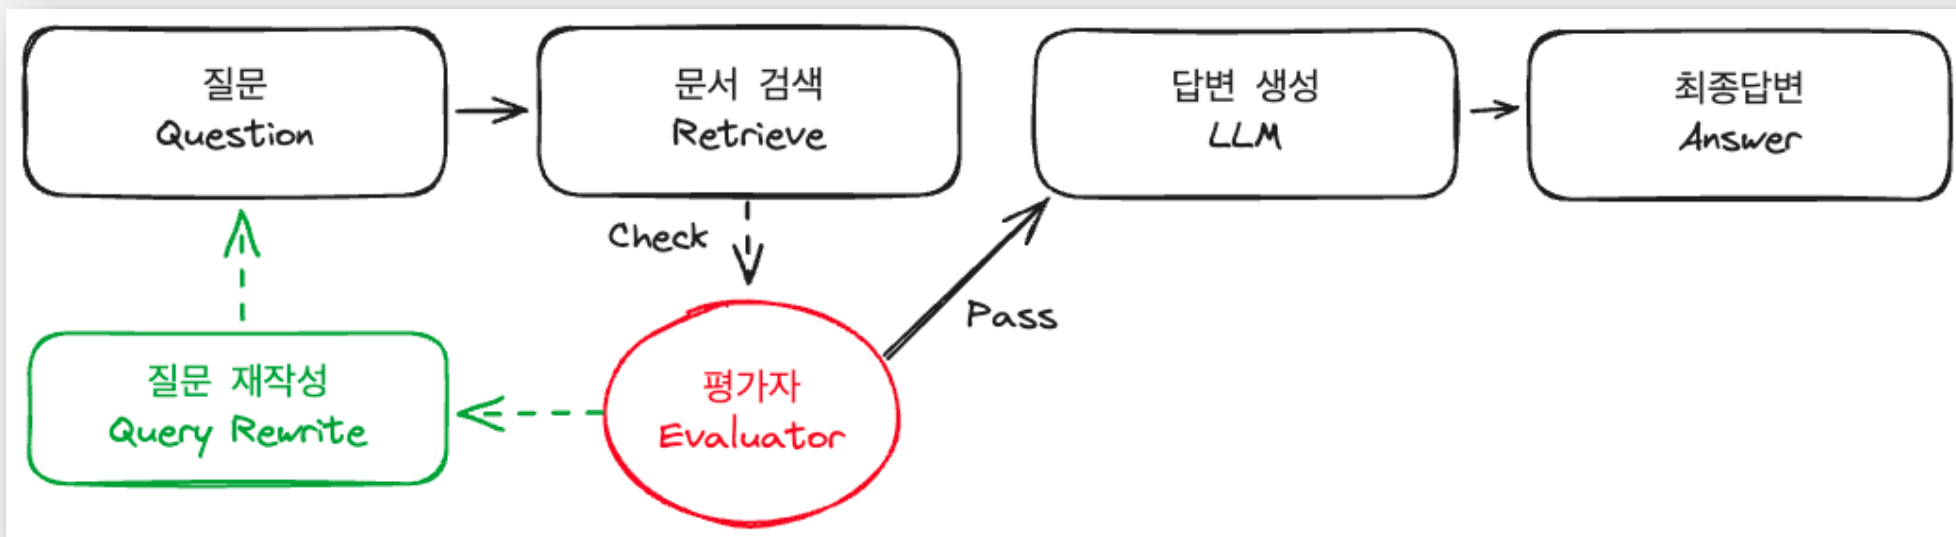 질문
Question
문서 검색
Retrieve
답변 생성
LLM
최종답변
Answer
Check
Pass
질문 재작성
Query Rewrite
평가자
Evaluator